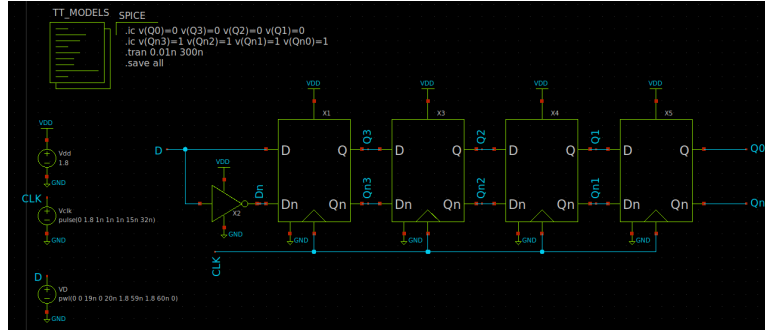 TT_MODELS
SPICE
.ic v(Q0)=0 v(Q3)=0 v(Q2)=0 v(Q1)=0
.ic v(Qn3)=1 v(Qn2)=1 v(Qn1)=1 v(Qn0)=1
.tran 0.01n 300n
.save all
VDD VDD VDD VDD
X1 X3 X4 X5
VDD
Vdd
1.8
GND
D
D Q Q3 D Q Q2 D Q Q1 D Q Q0
VDD
X2
GND
Dn
Dn Qn Qn3 Dn Qn Qn2 Dn Qn Qn1 Dn Qn Qn
CLK
Vclk
pulse(0 1.8 1n 1n 1n 15n 32n)
GND
GND GND GND GND
CLK
D
VD
pwl(0 0 19n 0 20n 1.8 59n 1.8 60n 0)
GND